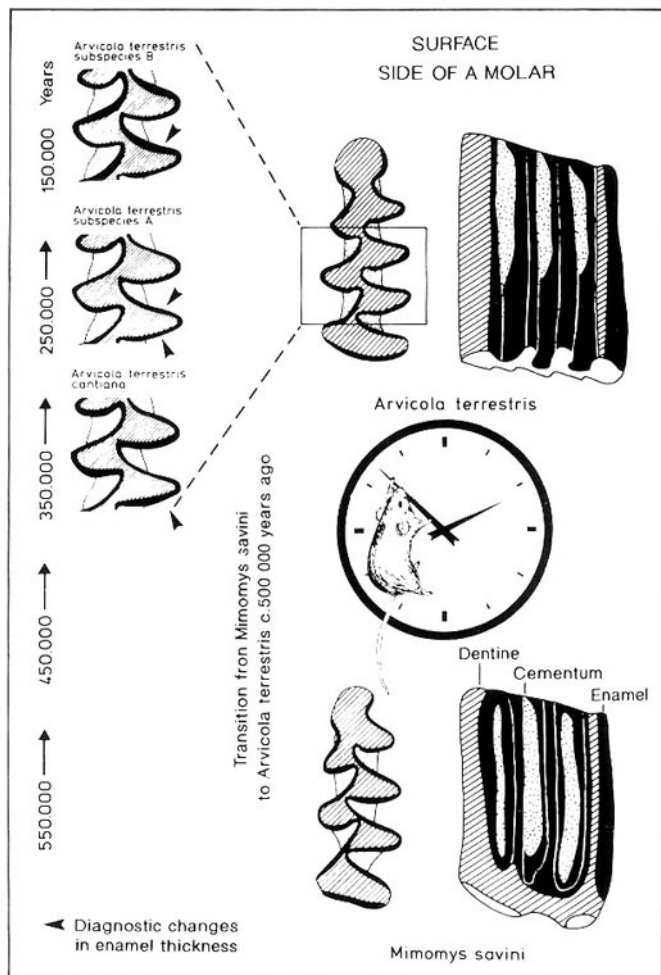 Arvicola terrestris
subspecies B
SURFACE
SIDE OF A MOLAR
Years
150.000
Arvicola terrestris
subspecies A
250.000
Arvicola terrestris
cantiana
350.000
Arvicola terrestris
Transition fron Mimomys savini
to Arvicola terrestris c.500 000 years ago
450.000
Dentine
Cementum
Enamel
550.000
Diagnostic changes
in enamel thickness
Mimomys savini